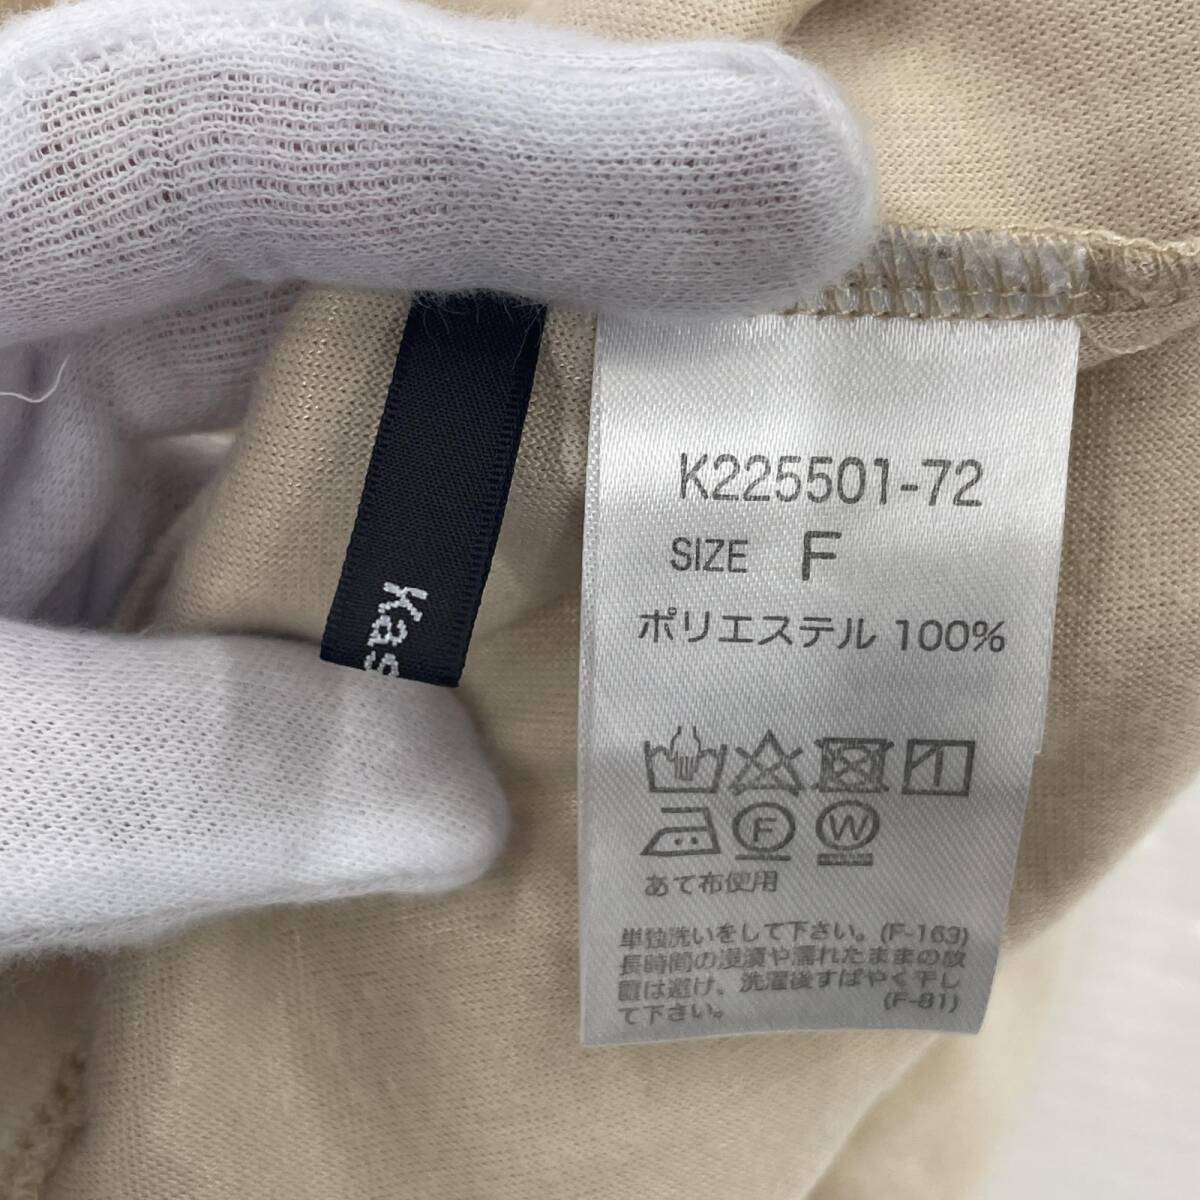 Kas
K225501-72
SIZE F
ポリエステル 100%
F W
あて布使用
単独洗いをして下さい。(F-163)
長時間の浸漬や濡れたままの放
置は避け、洗濯後すばやく干し
て下さい。 (F-81)